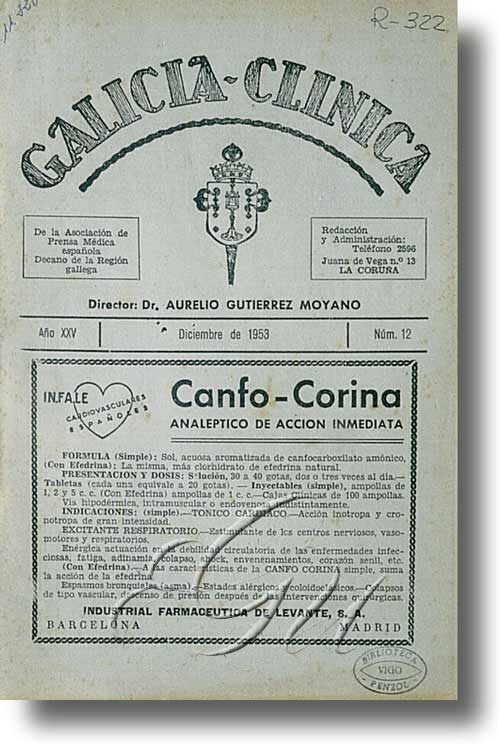 11.320
R-322
GALICIA-CLINICA
De la Asociación de
Prensa Médica
española
Decano de la Región
gallega
Redacción
y Administración:
Teléfono 2596
Juana de Vega n.º 13
LA CORUÑA
Director: Dr. AURELIO GUTIERREZ MOYANO
Año XXV
Diciembre de 1953
Núm. 12
IN.FA.LE
CARDIOVASCULARES
ESPAÑOLES
Canfo-Corina
ANALEPTICO DE ACCION INMEDIATA
FORMULA (Simple): Sol, acuosa aromatizada de canfocarboxilato amónico,
(Con Efedrina): La misma, más clorhidrato de efedrina natural.
PRESENTACION Y DOSIS: Solución, 30 a 40 gotas, dos o tres veces al día.—
Tabletas (cada una equivale a 20 gotas). — Inyectables (simple), ampollas de
1, 2 y 5 c. c. (Con Efedrina) ampollas de 1 c. c.—Cajas Clínicas de 100 ampollas.
Vía hipodérmica, intramuscular o endovenosa indistintamente.
INDICACIONES: (simple).—TONICO CARDIACO.—Acción inotropa y cro-
notropa de gran intensidad.
EXCITANTE RESPIRATORIO.—Estimulante de los centros nerviosos, vaso-
motores y respiratorios.
Enérgica actuación en la debilidad circulatoria de las enfermedades infec-
ciosas, fatiga, adinamia, colapso, shock, envenenamientos, corazón senil, etc.
(Con Efedrina).—A las características de la CANFO CORINA simple, suma
la acción de la efedrina.
Espasmos bronquiales (asma).—Estados alérgicos y coloidoclásicos.—Colapsos
de tipo vascular, descenso de presión después de las intervenciones quirúrgicas.
INDUSTRIAL FARMACEUTICA DE LEVANTE, S. A.
BARCELONA
MADRID
BIBLIOTECA
VIGO
PENZOL